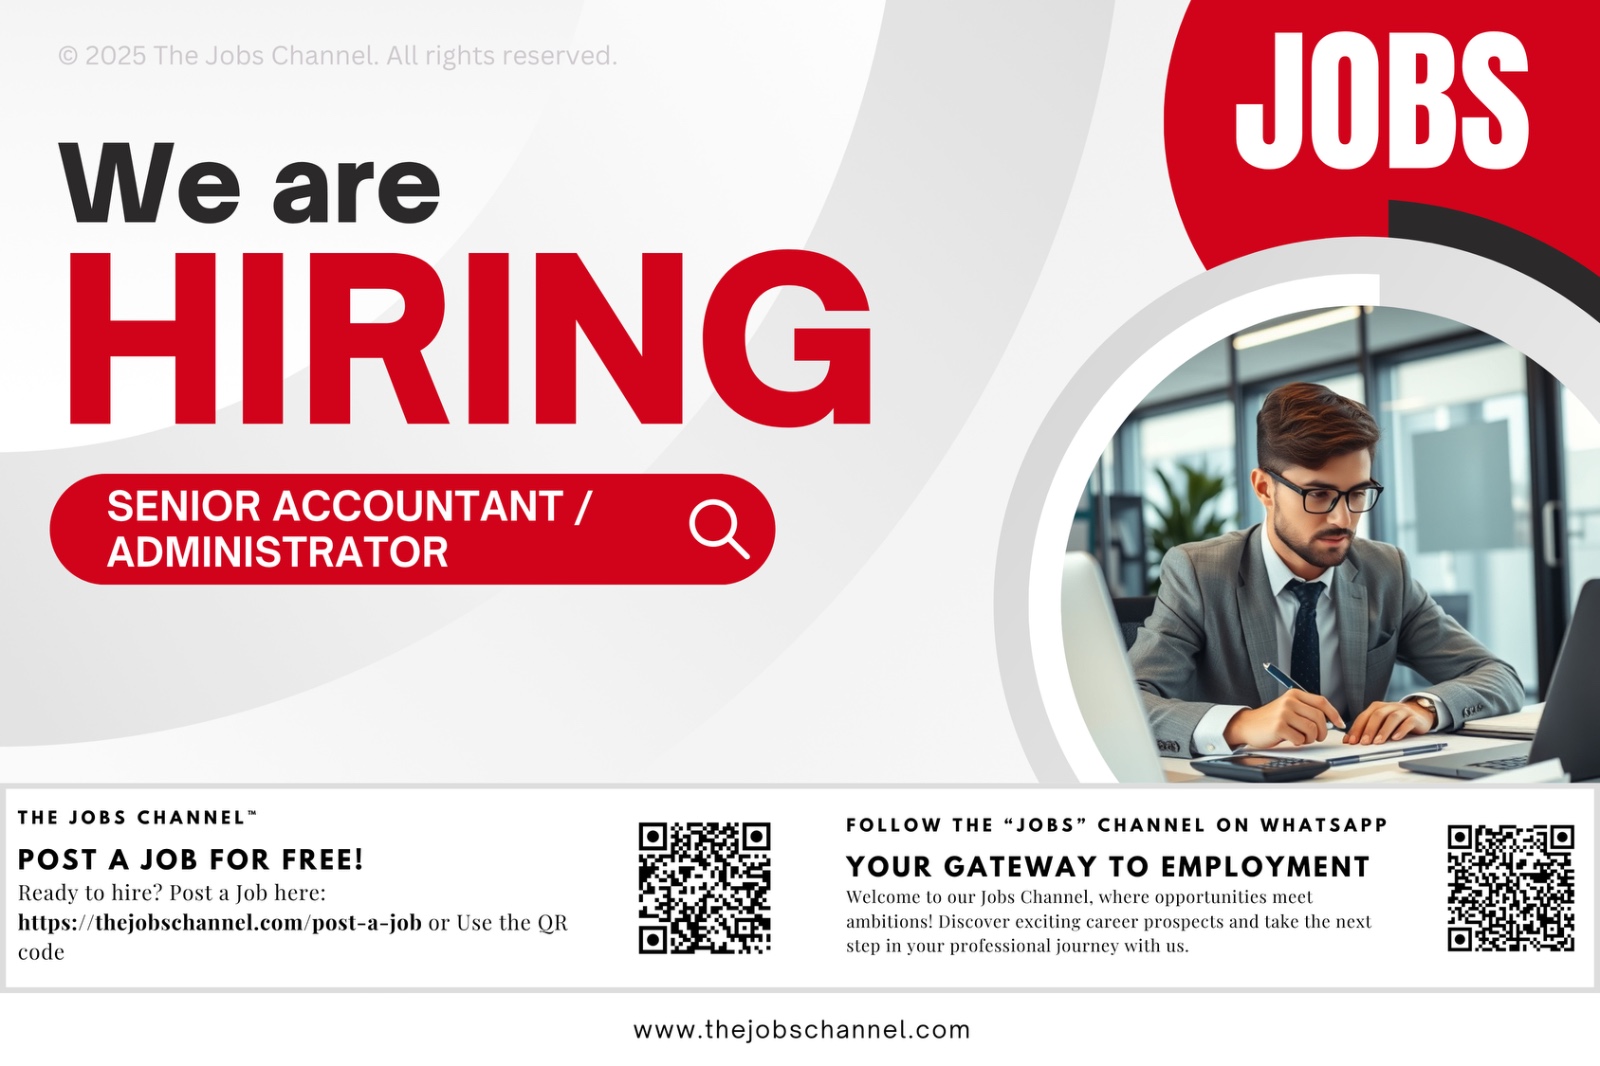 © 2025 The Jobs Channel. All rights reserved.
JOBS
We are
HIRING
SENIOR ACCOUNTANT /
ADMINISTRATOR
THE JOBS CHANNEL™
POST A JOB FOR FREE!
Ready to hire? Post a Job here:
https://thejobschannel.com/post-a-job or Use the QR
code
FOLLOW THE “JOBS” CHANNEL ON WHATSAPP
YOUR GATEWAY TO EMPLOYMENT
Welcome to our Jobs Channel, where opportunities meet
ambitions! Discover exciting career prospects and take the next
step in your professional journey with us.
www.thejobschannel.com